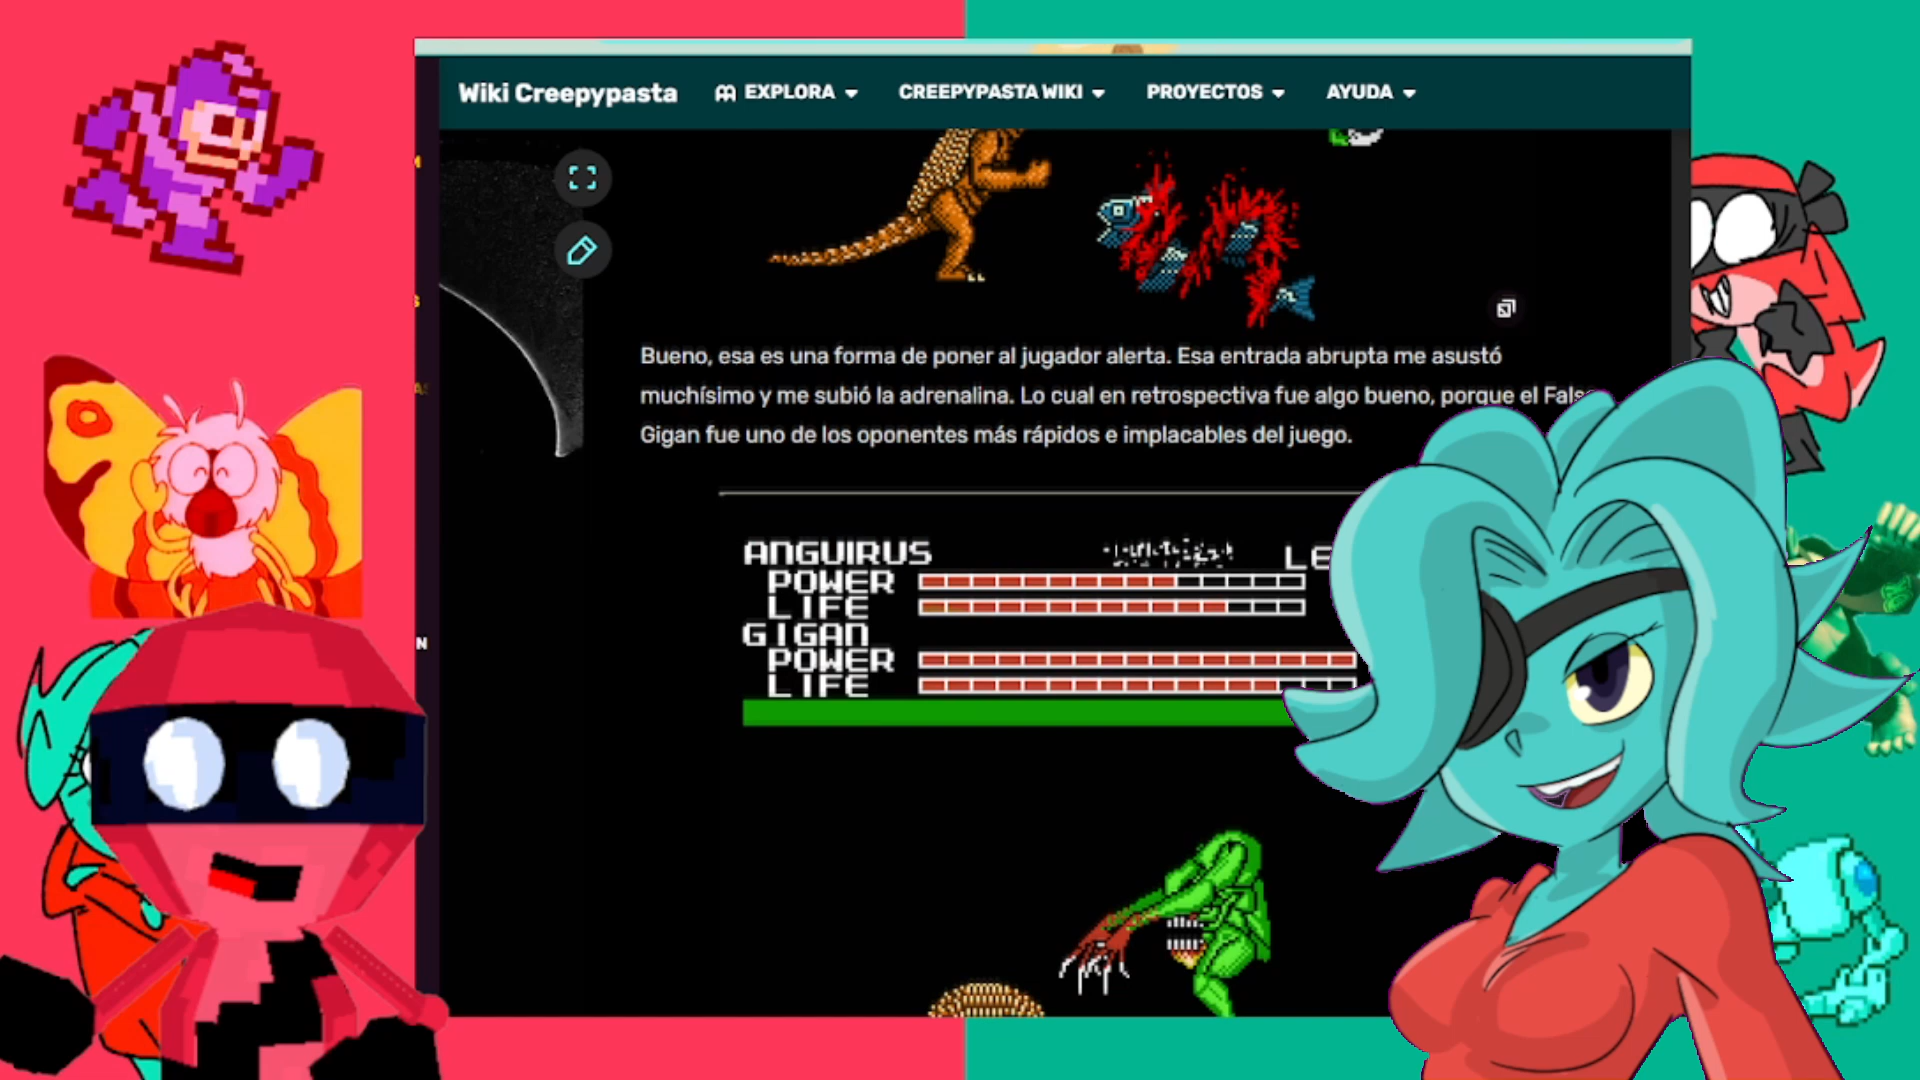 Wiki Creepypasta EXPLORA CREEPYPASTA WIKI PROYECTOS AYUDA
Bueno, esa es una forma de poner al jugador alerta. Esa entrada abrupta me asustó
muchísimo y me subió la adrenalina. Lo cual en retrospectiva fue algo bueno, porque el Fals
Gigan fue uno de los oponentes más rápidos e implacables del juego.
ANGUIRUS LE
POWER
LIFE
GIGAN
POWER
LIFE
N